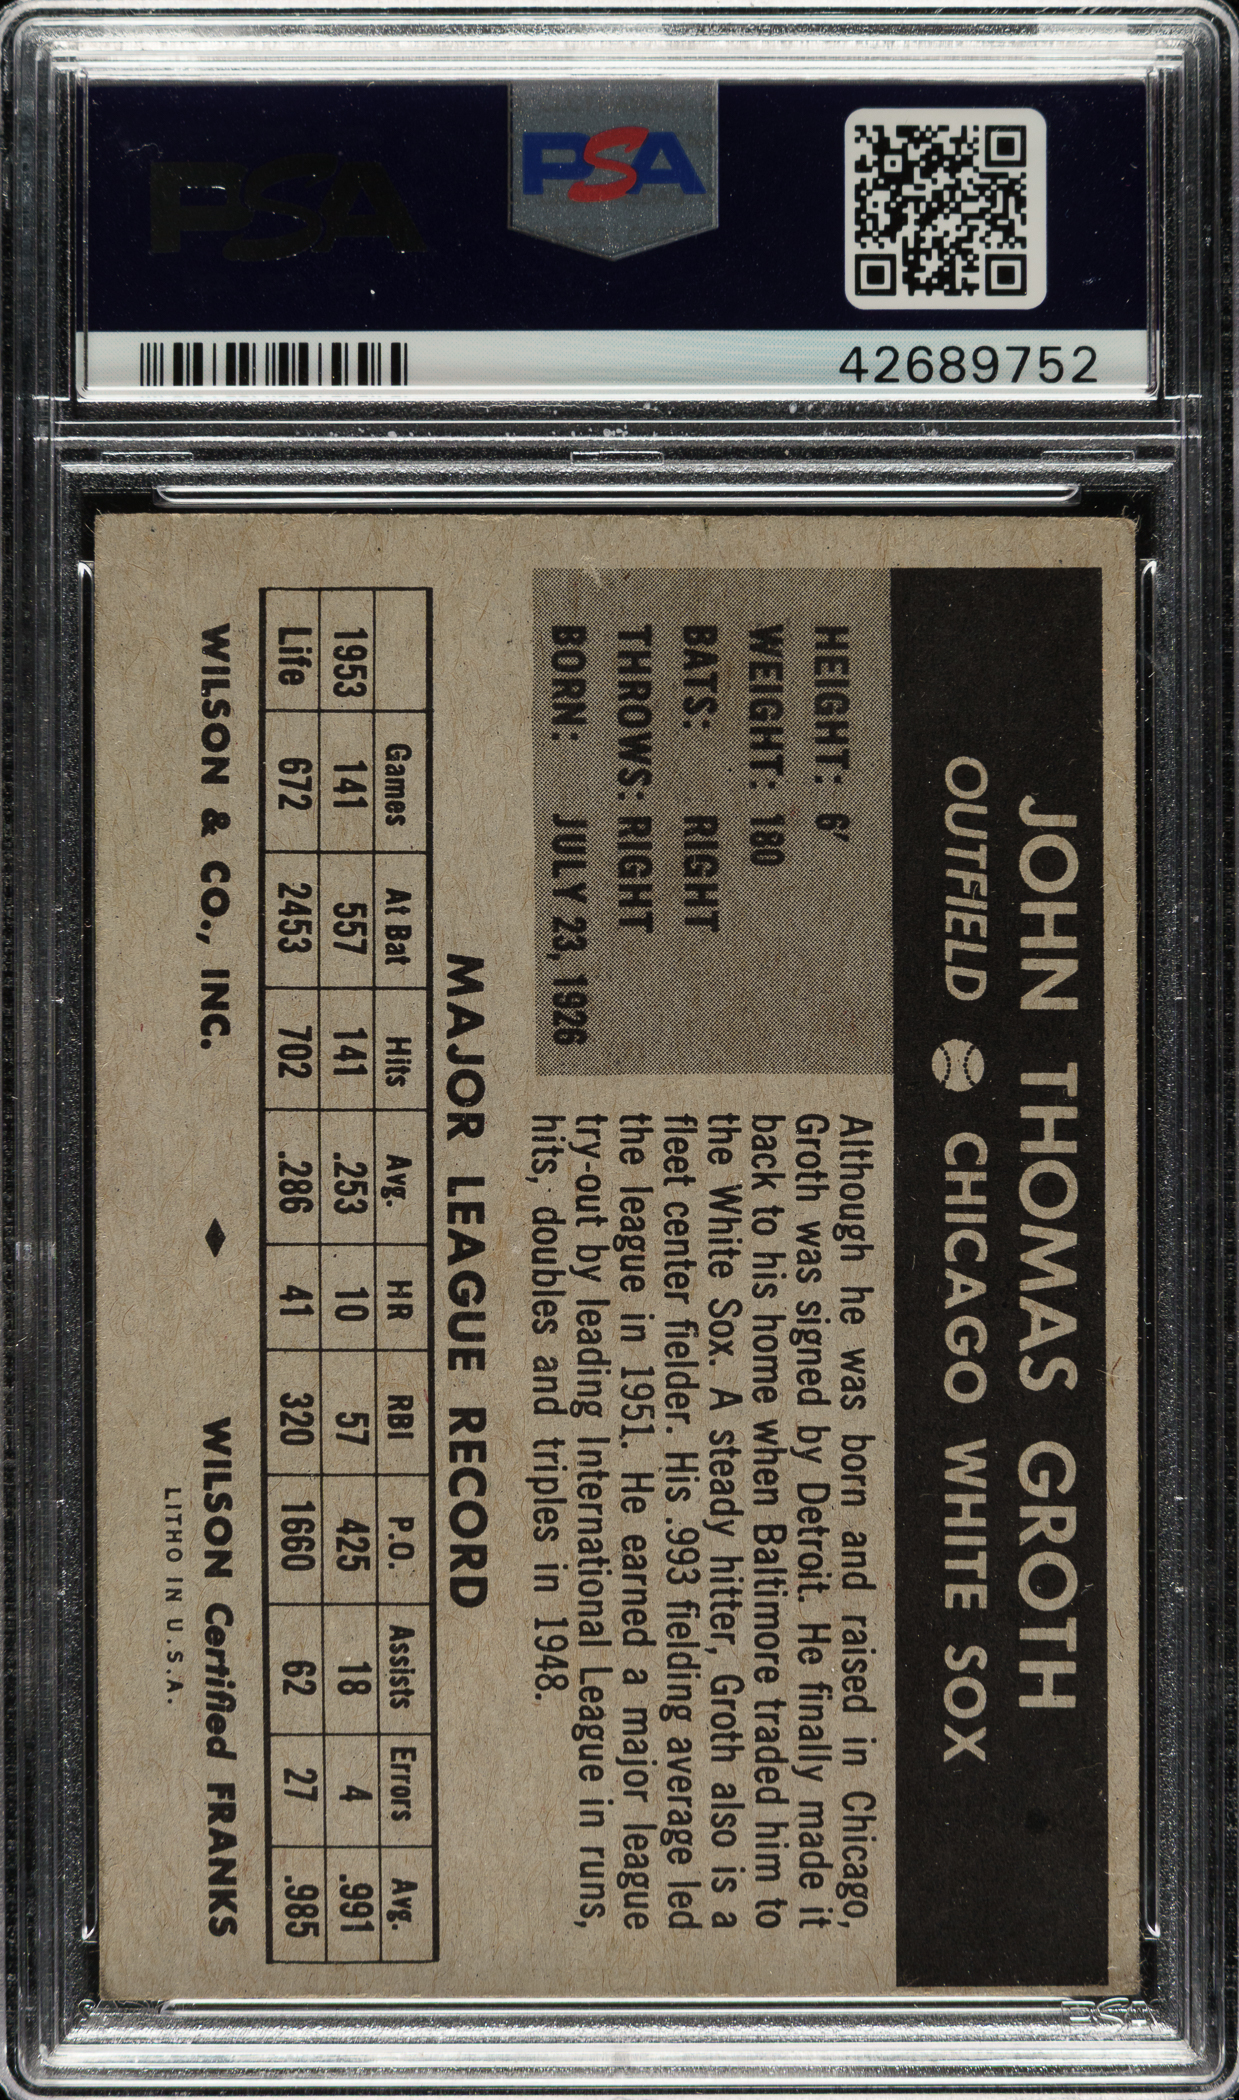 PSA
PSA
42689752
JOHN THOMAS GROTH
OUTFIELD CHICAGO WHITE SOX
HEIGHT: 6'
WEIGHT: 180
BATS: RIGHT
THROWS: RIGHT
BORN: JULY 23, 1926
Although he was born and raised in Chicago,
Groth was signed by Detroit. He finally made it
back to his home when Baltimore traded him to
the White Sox. A steady hitter, Groth also is a
fleet center fielder. His .993 fielding average led
the league in 1951. He earned a major league
try-out by leading International League in runs,
hits, doubles and triples in 1948.
MAJOR LEAGUE RECORD
Games At Bat Hits Avg. HR RBI P.O. Assists Errors Avg.
1953 141 557 141 .253 10 57 425 18 4 .991
Life 672 2453 702 .286 41 320 1660 62 27 .985
WILSON & CO., INC. ◆ WILSON Certified FRANKS
LITHO IN U.S.A.
PSA